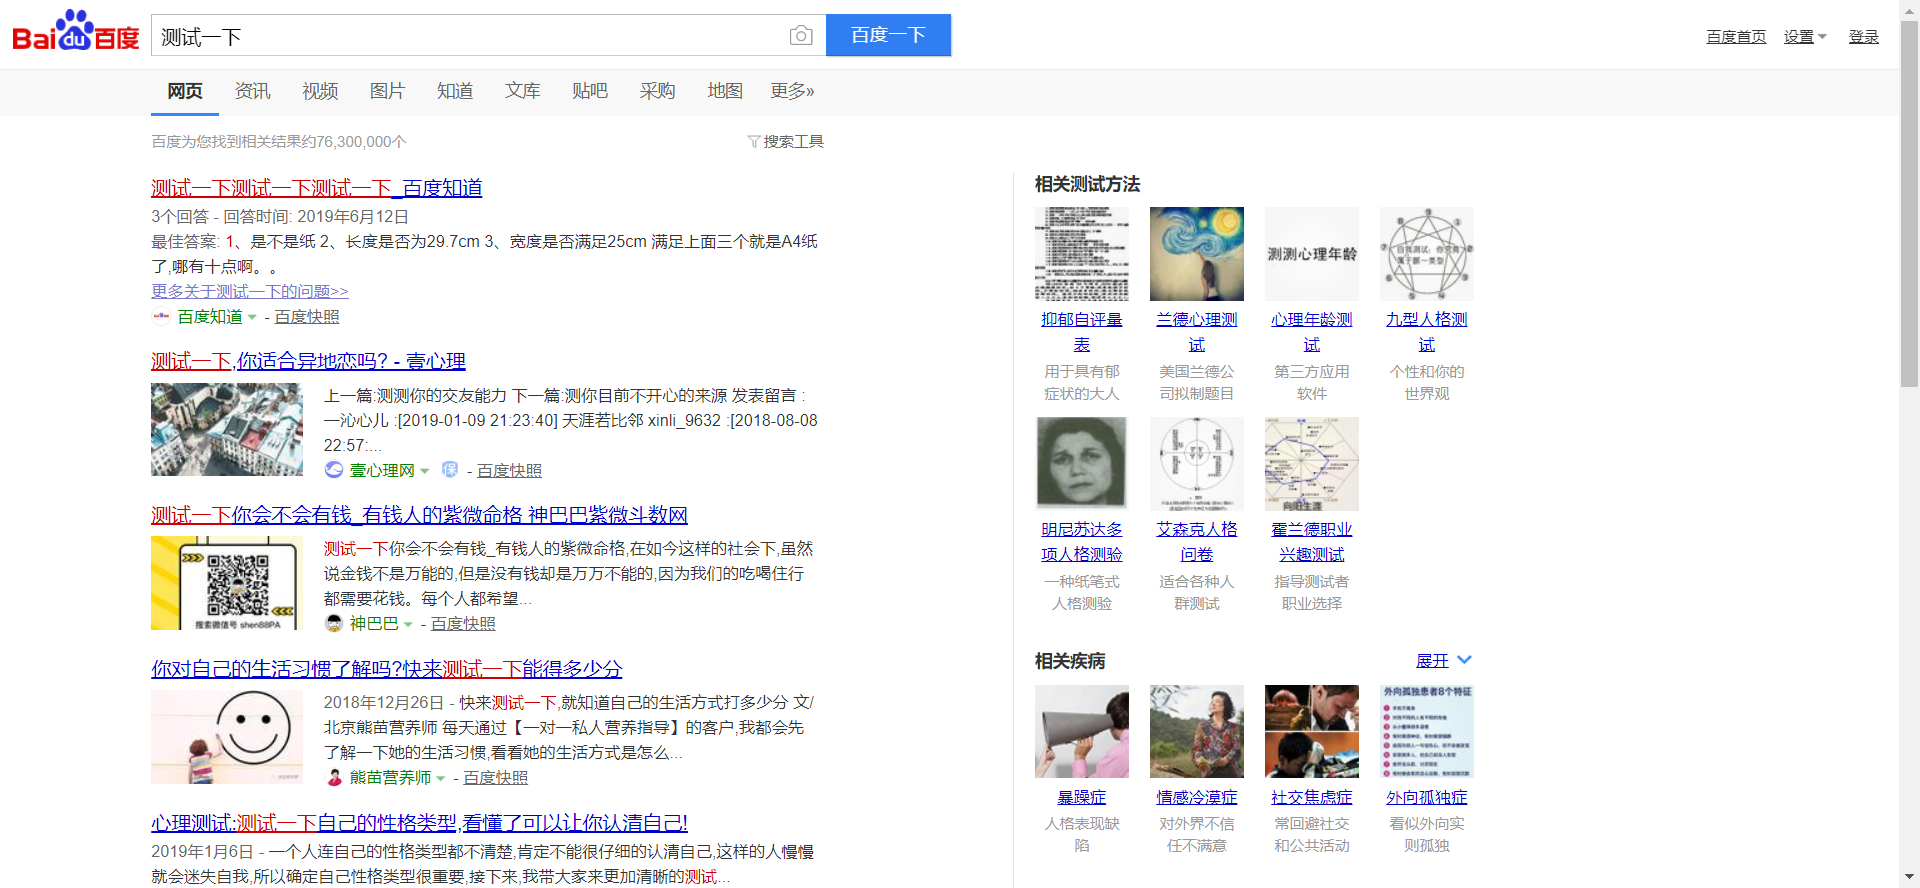 Bai du 百度
测试一下
百度一下
百度首页 设置 登录
网页 资讯 视频 图片 知道 文库 贴吧 采购 地图 更多»
百度为您找到相关结果约76,300,000个
搜索工具
测试一下测试一下测试一下_百度知道
3个回答 - 回答时间: 2019年6月12日
最佳答案: 1、是不是纸 2、长度是否为29.7cm 3、宽度是否满足25cm 满足上面三个就是A4纸
了,哪有十点啊。。
更多关于测试一下的问题>>
百度知道 - 百度快照
测试一下,你适合异地恋吗? - 壹心理
上一篇:测测你的交友能力 下一篇:测你目前不开心的来源 发表留言 :
一沁心儿 :[2019-01-09 21:23:40] 天涯若比邻 xinli_9632 :[2018-08-08
22:57:...
壹心理网 保 - 百度快照
测试一下你会不会有钱_有钱人的紫微命格 神巴巴紫微斗数网
搜索微信号 shen88PA
测试一下你会不会有钱_有钱人的紫微命格,在如今这样的社会下,虽然
说金钱不是万能的,但是没有钱却是万万不能的,因为我们的吃喝住行
都需要花钱。每个人都希望...
神巴巴 - 百度快照
你对自己的生活习惯了解吗?快来测试一下能得多少分
2018年12月26日 - 快来测试一下,就知道自己的生活方式打多少分 文/
北京熊苗营养师 每天通过【一对一私人营养指导】的客户,我都会先
了解一下她的生活习惯,看看她的生活方式是怎么...
熊苗营养师 - 百度快照
心理测试:测试一下自己的性格类型,看懂了可以让你认清自己!
2019年1月6日 - 一个人连自己的性格类型都不清楚,肯定不能很仔细的认清自己,这样的人慢慢
就会迷失自我,所以确定自己性格类型很重要,接下来,我带大家来更加清晰的测试...
相关测试方法
测测心理年龄
自我测试:你究竟
属于那一类型
抑郁自评量
表
用于具有郁
症状的大人
兰德心理测
试
美国兰德公
司拟制题目
心理年龄测
试
第三方应用
软件
九型人格测
试
个性和你的
世界观
向阳生涯
明尼苏达多
项人格测验
一种纸笔式
人格测验
艾森克人格
问卷
适合各种人
群测试
霍兰德职业
兴趣测试
指导测试者
职业选择
相关疾病
展开
外向孤独患者8个特征
暴躁症
人格表现缺
陷
情感冷漠症
对外界不信
任不满意
社交焦虑症
常回避社交
和公共活动
外向孤独症
看似外向实
则孤独